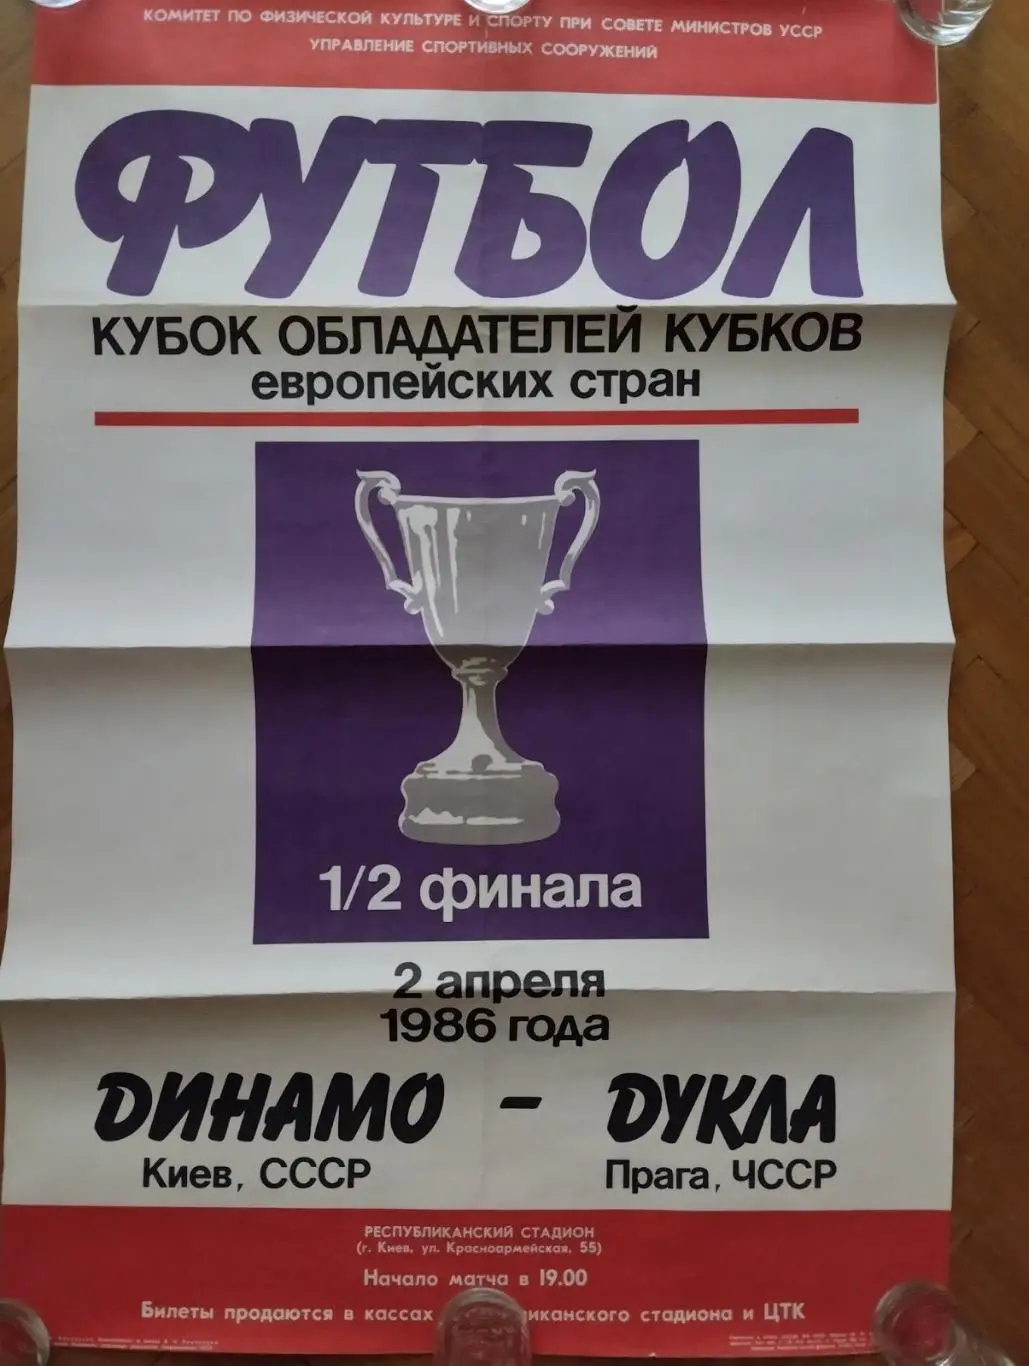 КОМИТЕТ ПО ФИЗИЧЕСКОЙ КУЛЬТУРЕ И СПОРТУ ПРИ СОВЕТЕ МИНИСТРОВ УССР
УПРАВЛЕНИЕ СПОРТИВНЫХ СООРУЖЕНИЙ
ФУТБОЛ
КУБОК ОБЛАДАТЕЛЕЙ КУБКОВ
европейских стран
1/2 финала
2 апреля
1986 года
ДИНАМО – ДУКЛА
Киев, СССР Прага, ЧССР
РЕСПУБЛИКАНСКИЙ СТАДИОН
(г. Киев, ул. Красноармейская, 55)
Начало матча в 19.00
Билеты продаются в кассах стадиона и ЦТК